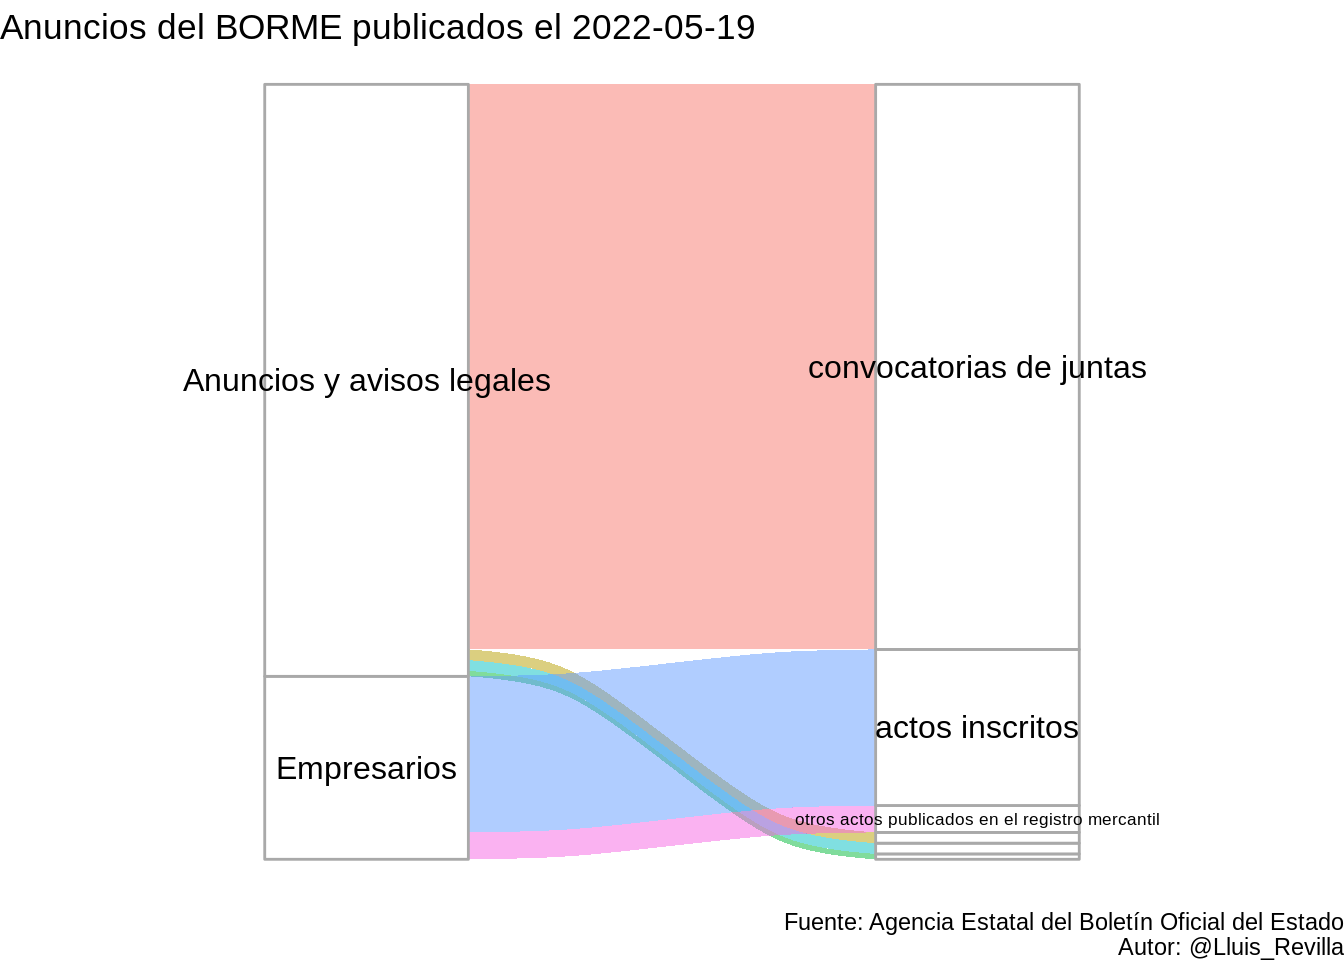 Anuncios del BORME publicados el 2022-05-19
Anuncios y avisos legales
convocatorias de juntas
actos inscritos
Empresarios
otros actos publicados en el registro mercantil
Fuente: Agencia Estatal del Boletín Oficial del Estado
Autor: @Lluis_Revilla